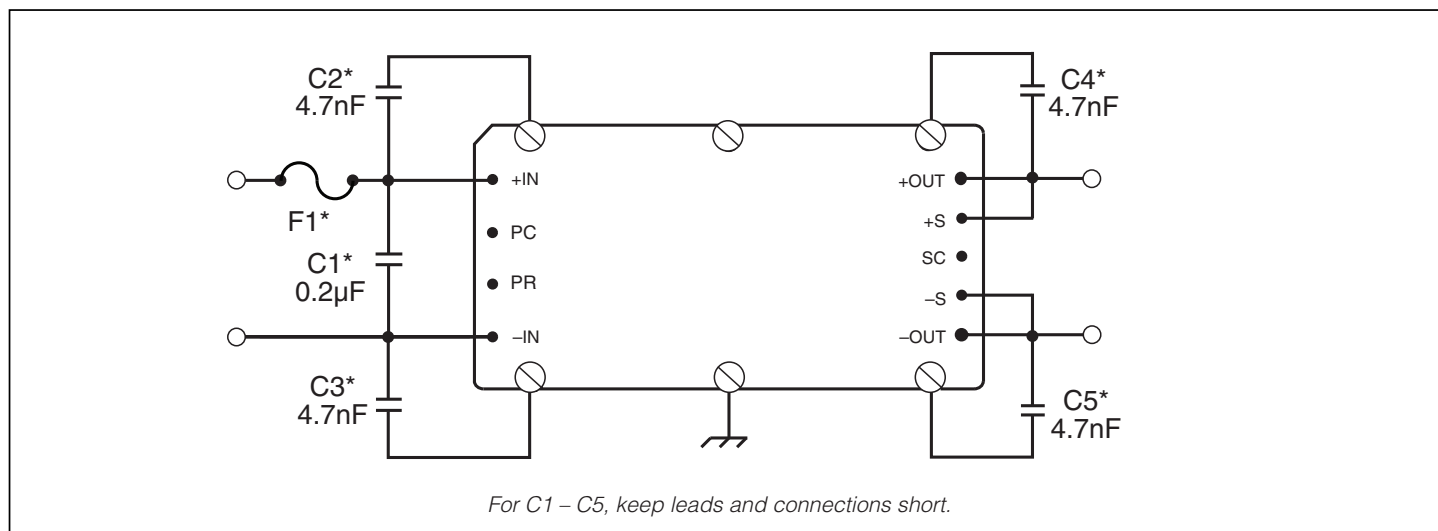 C2*
4.7nF
C4*
4.7nF
+IN
+OUT
F1*
+S
PC
C1*
0.2µF
SC
PR
–S
–IN
–OUT
C3*
4.7nF
C5*
4.7nF
For C1 – C5, keep leads and connections short.